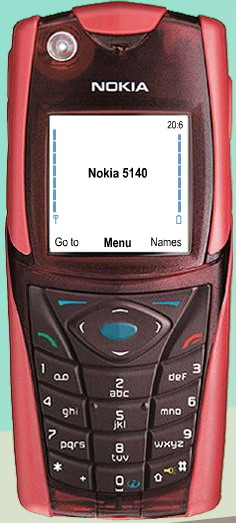 NOKIA
20:6
Nokia 5140
Go to Menu Names
1 2 abc def 3
4 ghi 5 jkl mno 6
7 pqrs 8 tuv wxyz 9
* + 0 #